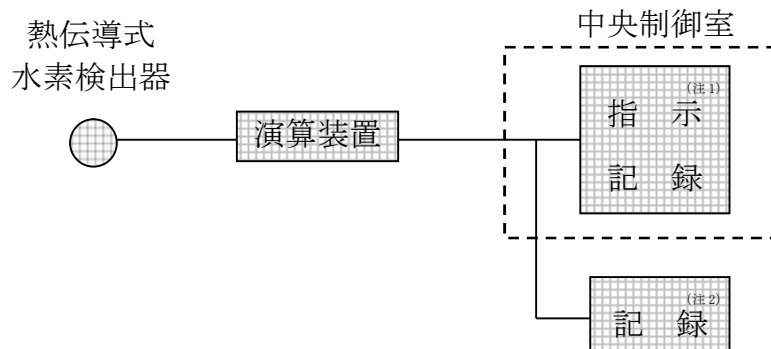 熱伝導式
水素検出器
演算装置
中央制御室
(注1)
指 示
記 録
(注2)
記 録